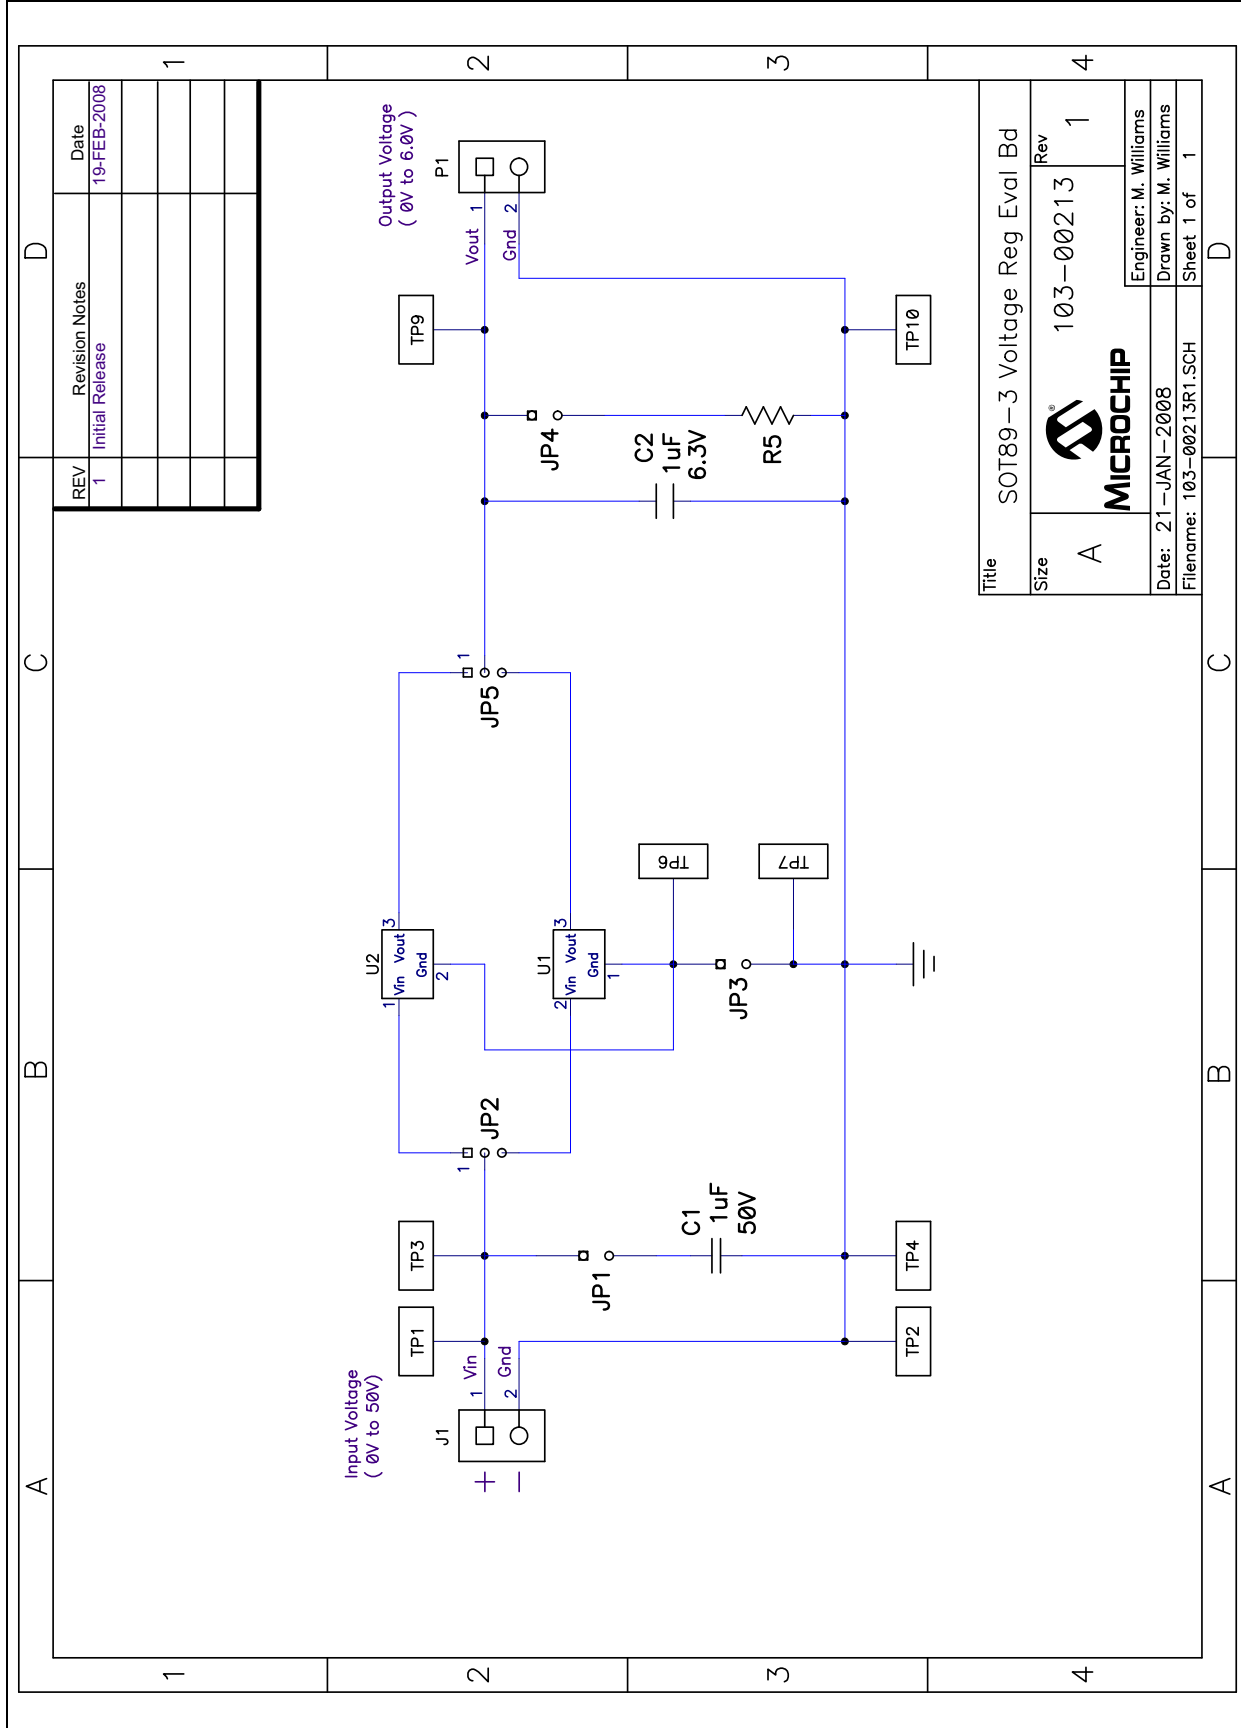 A
B
C
D
1
2
3
4
REV
Revision Notes
Date
1
Initial Release
19-FEB-2008
Input Voltage
( 0V to 50V)
J1
+
−
1
Vin
2
Gnd
TP1
TP3
TP2
TP4
JP1
C1
1uF
50V
1
JP2
U2
1
Vin
Vout
3
Gnd
2
U1
2
Vin
Vout
3
Gnd
1
TP6
TP7
JP3
1
JP5
C2
1uF
6.3V
JP4
R5
TP9
TP10
Output Voltage
( 0V to 6.0V )
Vout
1
Gnd
2
P1
Title
SOT89-3 Voltage Reg Eval Bd
Size
A
MICROCHIP
®
103-00213
Rev
1
Engineer: M. Williams
Date: 21-JAN-2008
Drawn by: M. Williams
Filename: 103-00213R1.SCH
Sheet 1 of 1
1
2
3
4
A
B
C
D